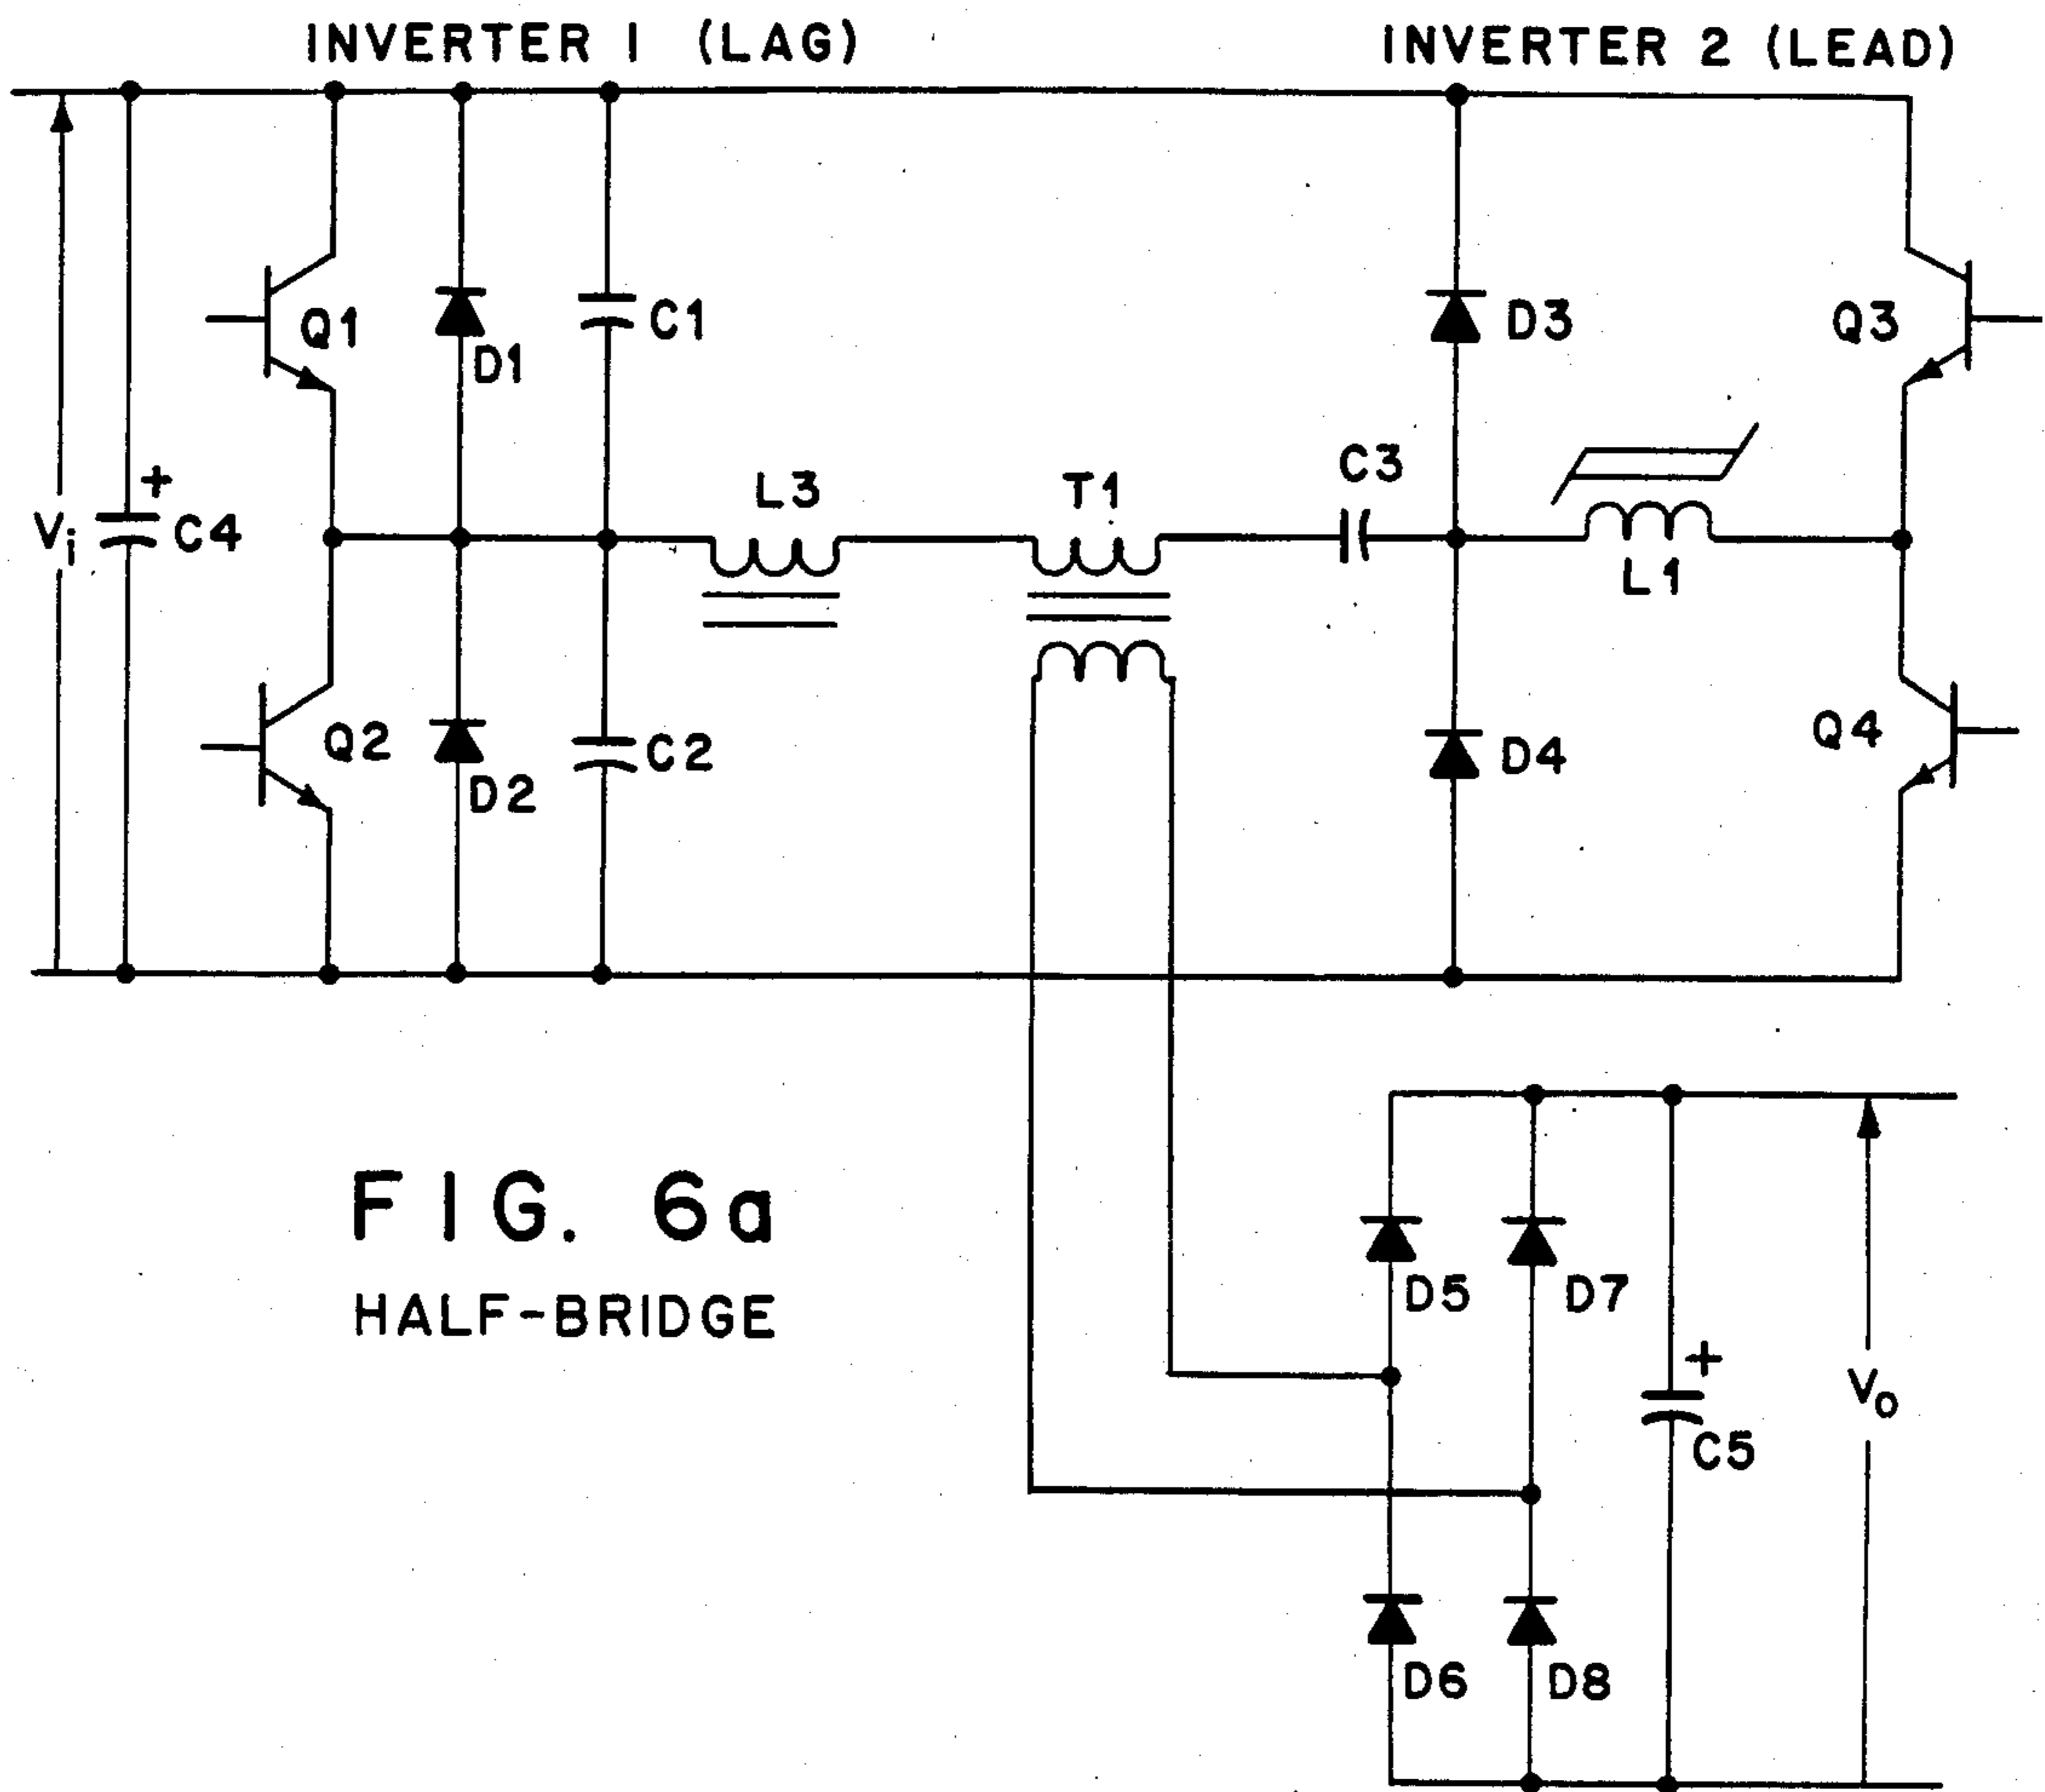 INVERTER 1 (LAG)
INVERTER 2 (LEAD)
Q1
D1
C1
D3
Q3
Vi
+
C4
L3
T1
C3
L1
Q2
D2
C2
D4
Q4
FIG. 6a
HALF-BRIDGE
D5
D7
+
C5
Vo
D6
D8